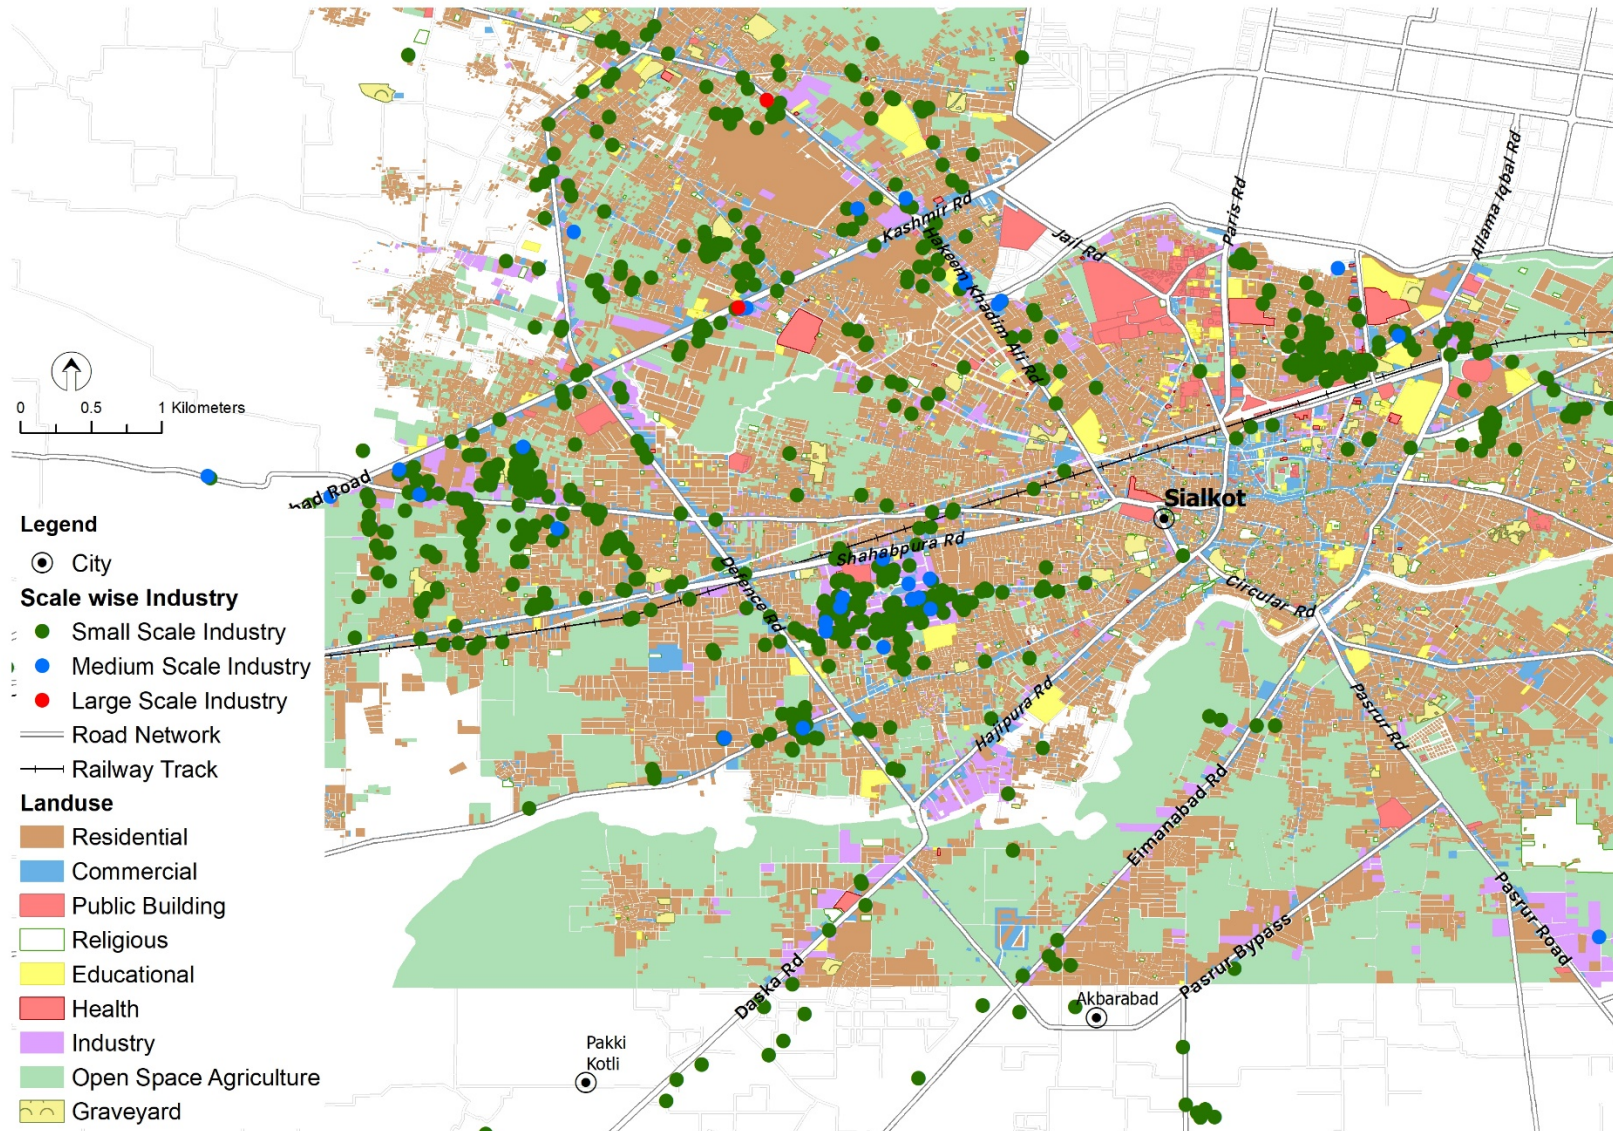 Kashmir Rd
Hakeem Khadim Ali Rd
Jail Rd
Paris Rd
Allama Iqbal Rd
0 0.5 1 Kilometers
bad Road
Sialkot
Shahabpura Rd
Defence Rd
Circular Rd
Hajipura Rd
Pasrur Rd
Eimanabad Rd
Pasrur Road
Pasrur Bypass
Daska Rd
Akbarabad
Pakki
Kotli
Legend
City
Scale wise Industry
Small Scale Industry
Medium Scale Industry
Large Scale Industry
Road Network
Railway Track
Landuse
Residential
Commercial
Public Building
Religious
Educational
Health
Industry
Open Space Agriculture
Graveyard